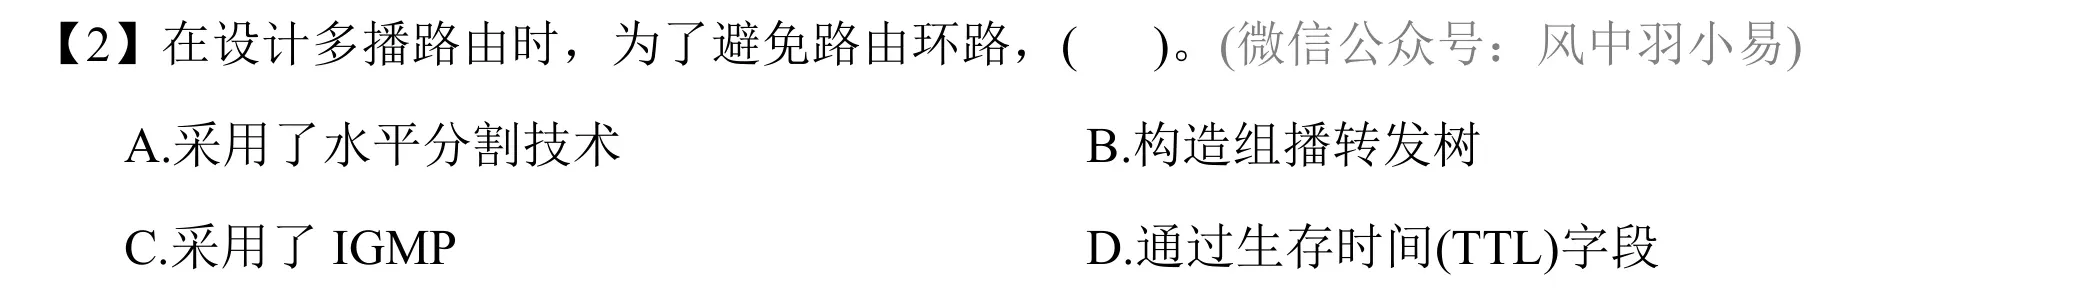 【2】在设计多播路由时，为了避免路由环路，(    )。(微信公众号：风中羽小易)
A.采用了水平分割技术    B.构造组播转发树
C.采用了 IGMP    D.通过生存时间(TTL)字段